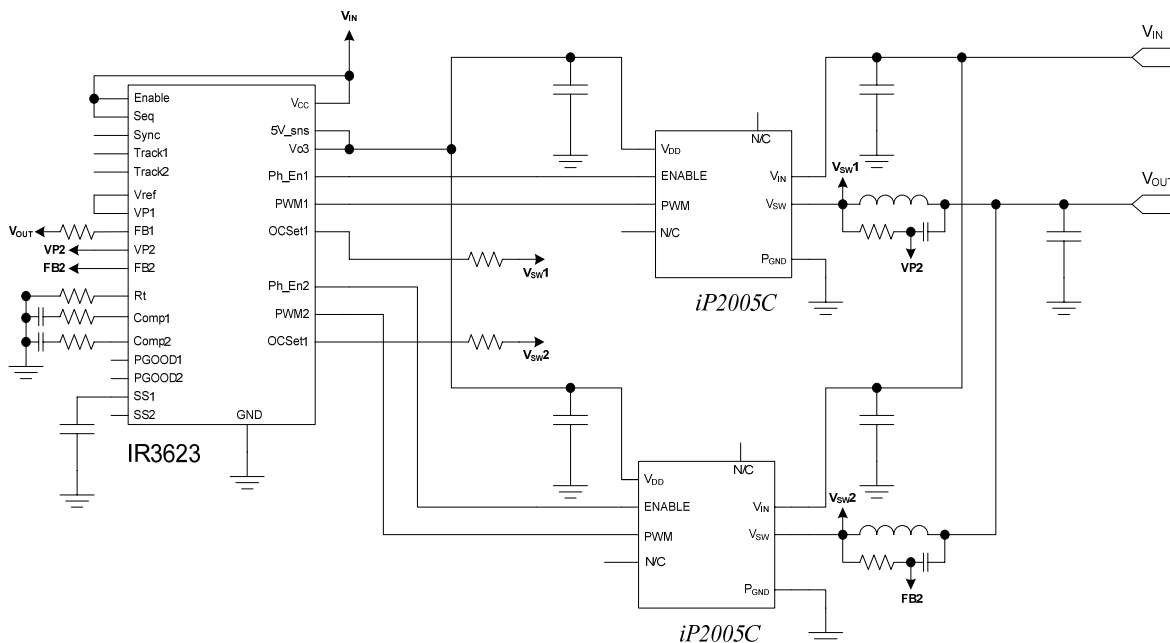 VIN
Enable
Seq
Sync
Track1
Track2
Vref
VP1
FB1
VP2
FB2
Rt
Comp1
Comp2
PGOOD1
PGOOD2
SS1
SS2
VCC
5V_sns
Vo3
Ph_En1
PWM1
OCSet1
Ph_En2
PWM2
OCSet1
GND
IR3623
VOUT
VP2
FB2
VSW1
VSW2
N/C
VDD
ENABLE
PWM
N/C
VIN
VSW
PGND
iP2005C
VSW1
VP2
VIN
VOUT
N/C
VDD
ENABLE
PWM
N/C
VIN
VSW
PGND
iP2005C
VSW2
FB2